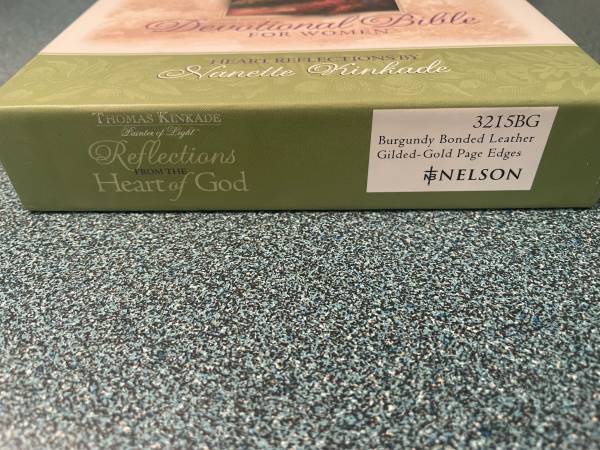 Devotional Bible
FOR WOMEN
HEART REFLECTIONS BY
Nanette Kinkade
THOMAS KINKADE
Painter of Light
Reflections
FROM THE
Heart of God
3215BG
Burgundy Bonded Leather
Gilded-Gold Page Edges
NELSON